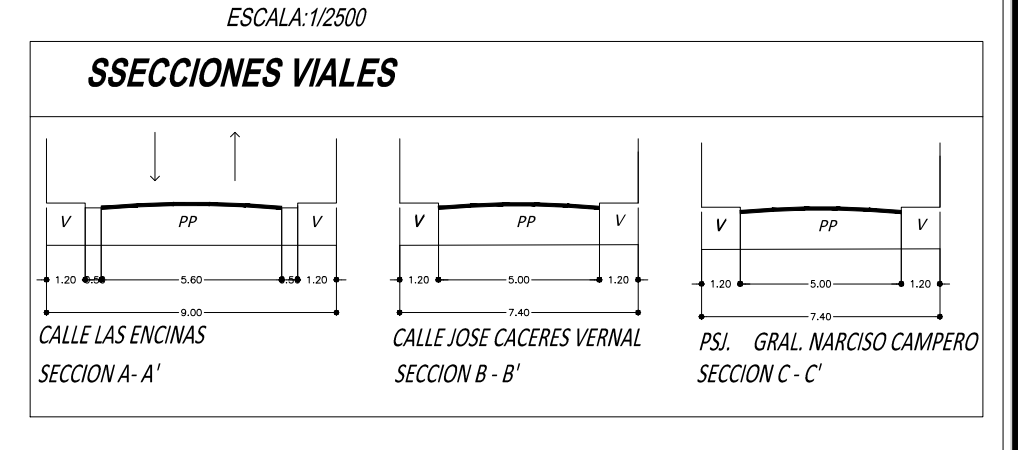 ESCALA:1/2500
SSECCIONES VIALES
V PP V
1.20 5.60 1.20
9.00
CALLE LAS ENCINAS
SECCION A- A'
V PP V
1.20 5.00 1.20
7.40
CALLE JOSE CACERES VERNAL
SECCION B - B'
V PP V
1.20 5.00 1.20
7.40
PSJ. GRAL. NARCISO CAMPERO
SECCION C - C'